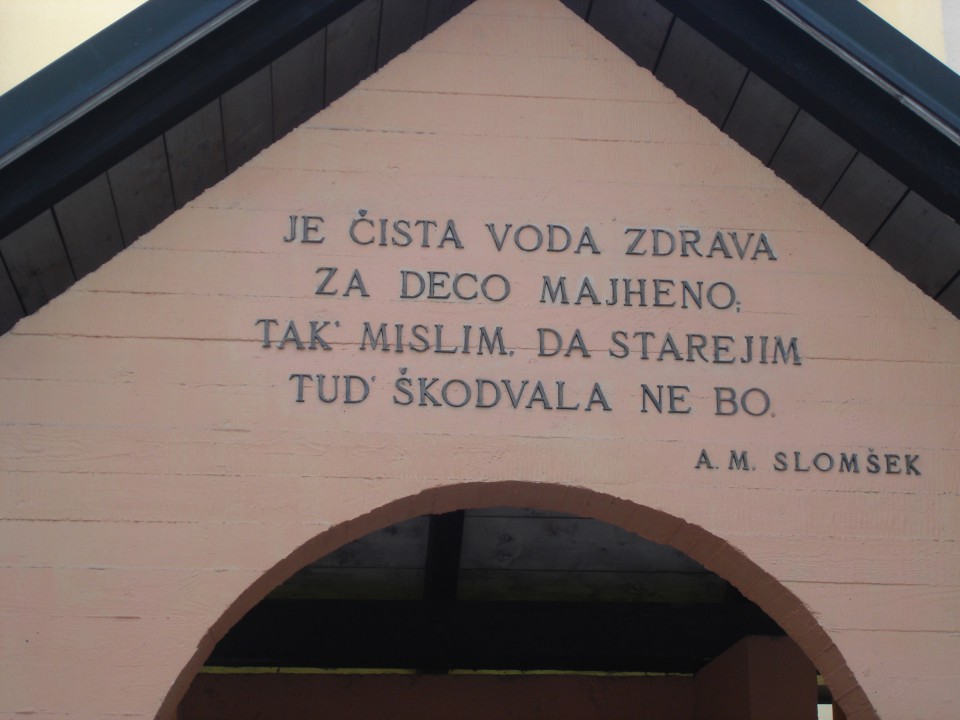 JE ČISTA VODA ZDRAVA
ZA DECO MAJHENO;
TAK' MISLIM, DA STAREJIM
TUD' ŠKODVALA NE BO.
A. M. SLOMŠEK